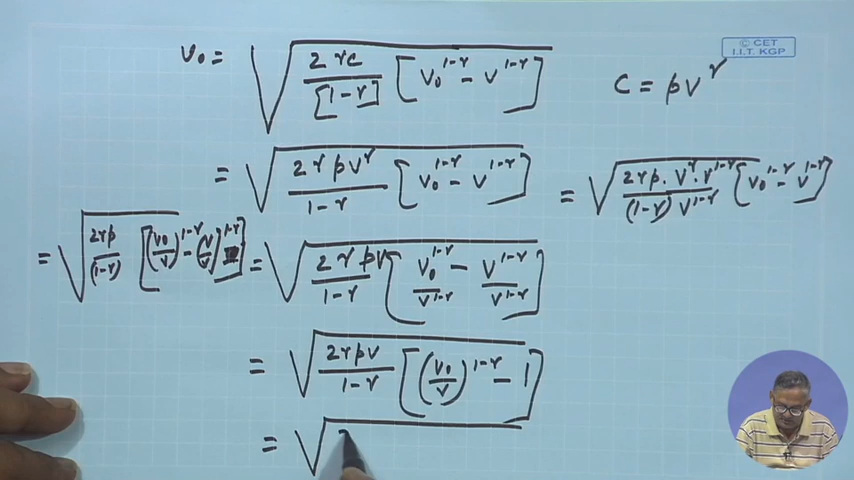 © CET
I.I.T. KGP
v₀ = √( 2γc / [1-γ] [ v₀^(1-γ) - v^(1-γ) ] )
c = pv^γ
= √( 2γpv^γ / 1-γ [ v₀^(1-γ) - v^(1-γ) ] )
= √( 2γp·v^γ·v^(1-γ) / (1-γ) v^(1-γ) [ v₀^(1-γ) - v^(1-γ) ] )
= √( 2γp / (1-γ) [ (v₀/v)^(1-γ) - (v/v)^(1-γ) ] )
= √( 2γpv / 1-γ [ v₀^(1-γ) / v^(1-γ) - v^(1-γ) / v^(1-γ) ] )
= √( 2γpv / 1-γ [ (v₀/v)^(1-γ) - 1 ] )
= √